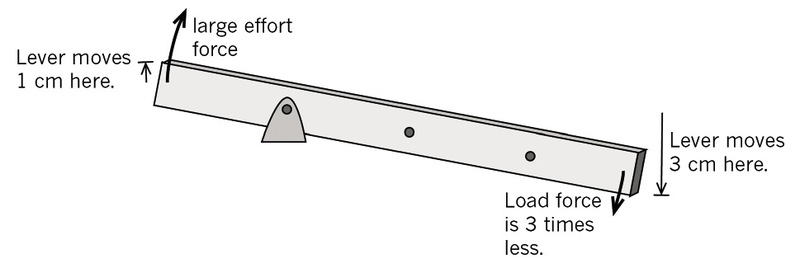 large effort
force
Lever moves
1 cm here.
Lever moves
3 cm here.
Load force
is 3 times
less.